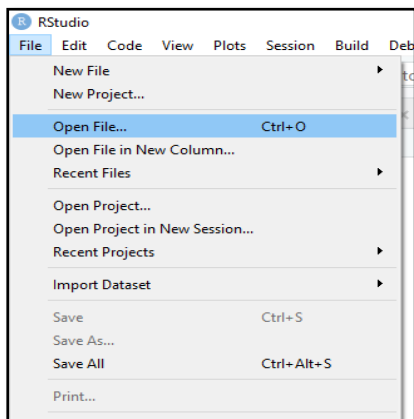 R RStudio
File Edit Code View Plots Session Build Deb
New File
New Project...
Open File... Ctrl+O
Open File in New Column...
Recent Files
Open Project...
Open Project in New Session...
Recent Projects
Import Dataset
Save Ctrl+S
Save As...
Save All Ctrl+Alt+S
Print...